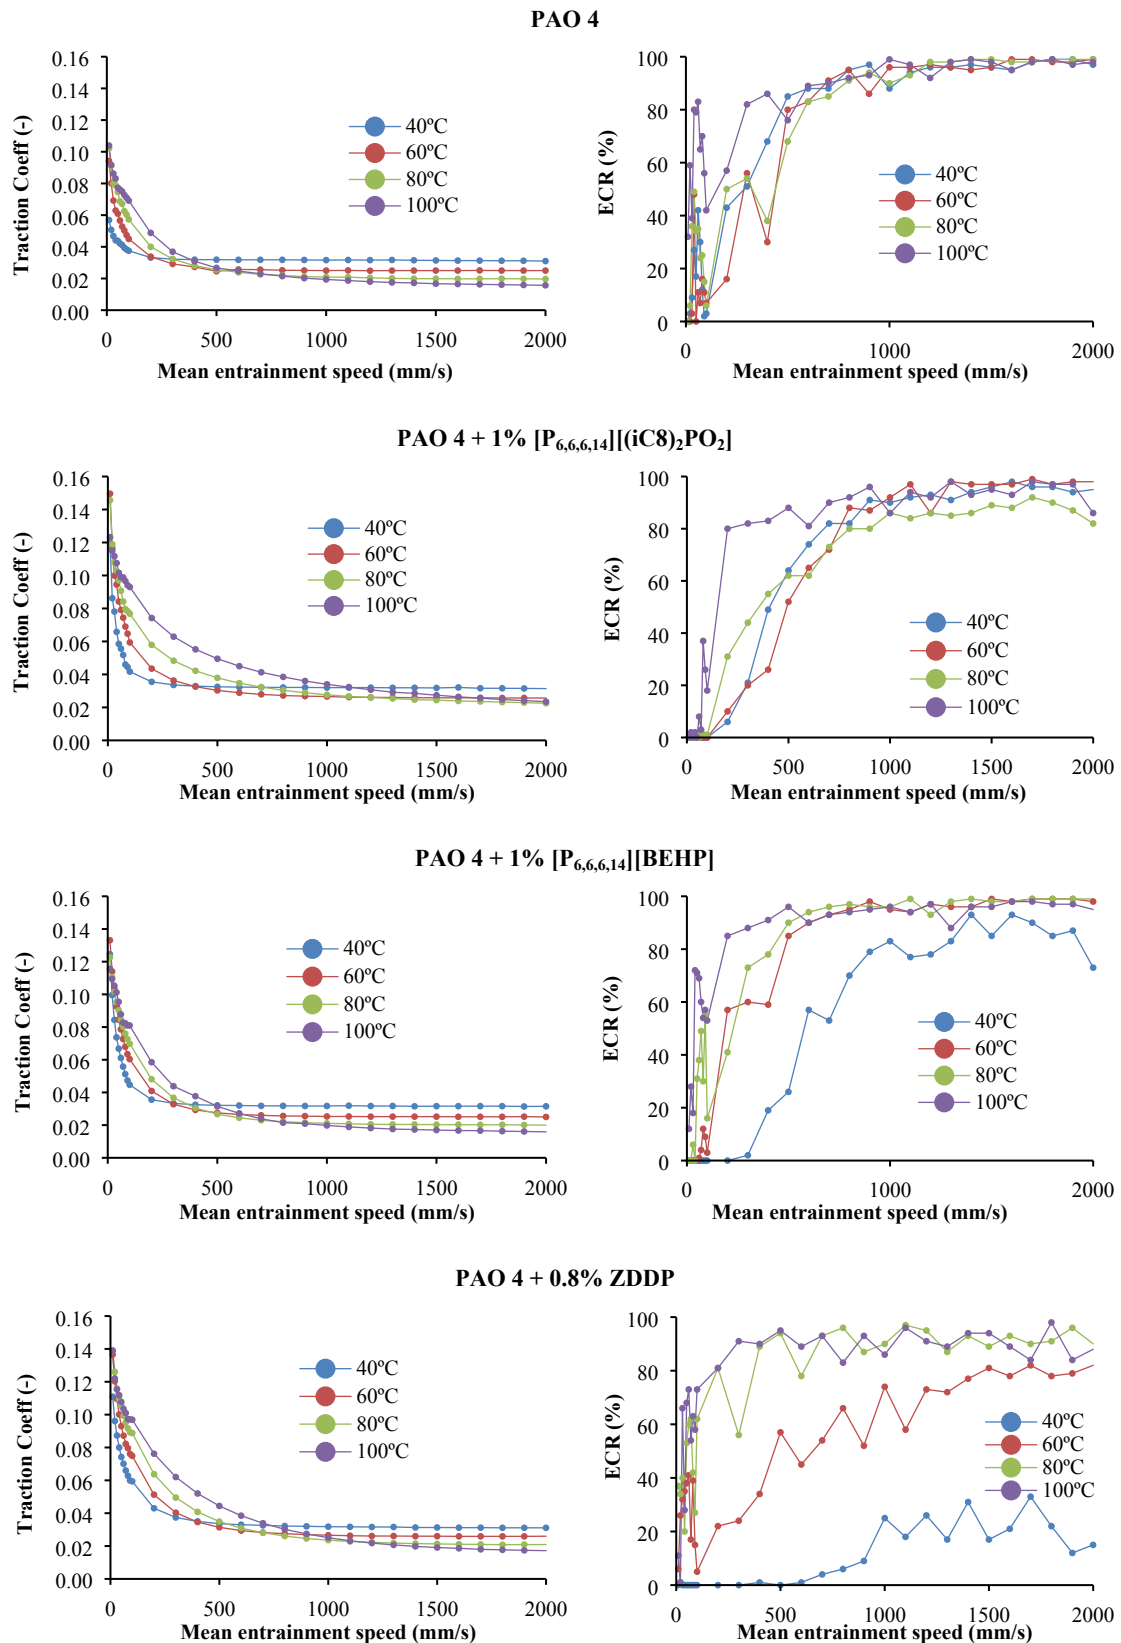 PAO 4
0.16
0.14
0.12
0.10
0.08
0.06
0.04
0.02
0.00
Traction Coeff (-)
40ºC
60ºC
80ºC
100ºC
0 500 1000 1500 2000
Mean entrainment speed (mm/s)
100
80
60
40
20
0
ECR (%)
40ºC
60ºC
80ºC
100ºC
0 1000 2000
Mean entrainment speed (mm/s)
PAO 4 + 1% [P6,6,6,14][(iC8)2PO2]
0.16
0.14
0.12
0.10
0.08
0.06
0.04
0.02
0.00
Traction Coeff (-)
40ºC
60ºC
80ºC
100ºC
0 500 1000 1500 2000
Mean entrainment speed (mm/s)
100
80
60
40
20
0
ECR (%)
40ºC
60ºC
80ºC
100ºC
0 500 1000 1500 2000
Mean entrainment speed (mm/s)
PAO 4 + 1% [P6,6,6,14][BEHP]
0.16
0.14
0.12
0.10
0.08
0.06
0.04
0.02
0.00
Traction Coeff (-)
40ºC
60ºC
80ºC
100ºC
0 500 1000 1500 2000
Mean entrainment speed (mm/s)
100
80
60
40
20
0
ECR (%)
40ºC
60ºC
80ºC
100ºC
0 1000 2000
Mean entrainment speed (mm/s)
PAO 4 + 0.8% ZDDP
0.16
0.14
0.12
0.10
0.08
0.06
0.04
0.02
0.00
Traction Coeff (-)
40ºC
60ºC
80ºC
100ºC
0 500 1000 1500 2000
Mean entrainment speed (mm/s)
100
80
60
40
20
0
ECR (%)
40ºC
60ºC
80ºC
100ºC
0 500 1000 1500 2000
Mean entrainment speed (mm/s)